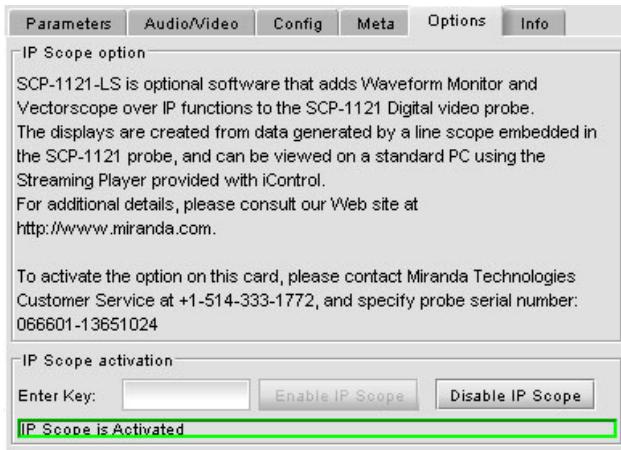 Parameters Audio/Video Config Meta Options Info
IP Scope option
SCP-1121-LS is optional software that adds Waveform Monitor and
Vectorscope over IP functions to the SCP-1121 Digital video probe.
The displays are created from data generated by a line scope embedded in
the SCP-1121 probe, and can be viewed on a standard PC using the
Streaming Player provided with iControl.
For additional details, please consult our Web site at
http://www.miranda.com.
To activate the option on this card, please contact Miranda Technologies
Customer Service at +1-514-333-1772, and specify probe serial number:
066601-13651024
IP Scope activation
Enter Key: Enable IP Scope Disable IP Scope
IP Scope is Activated